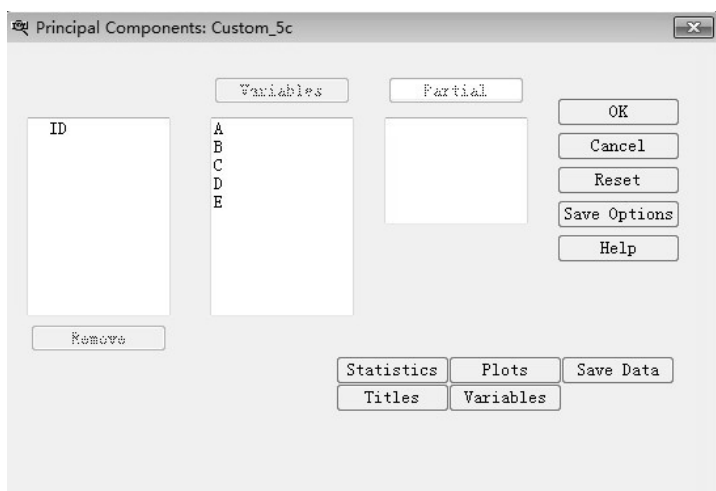 Principal Components: Custom_5c
Variables
Partial
ID
A
B
C
D
E
OK
Cancel
Reset
Save Options
Help
Remove
Statistics
Plots
Save Data
Titles
Variables